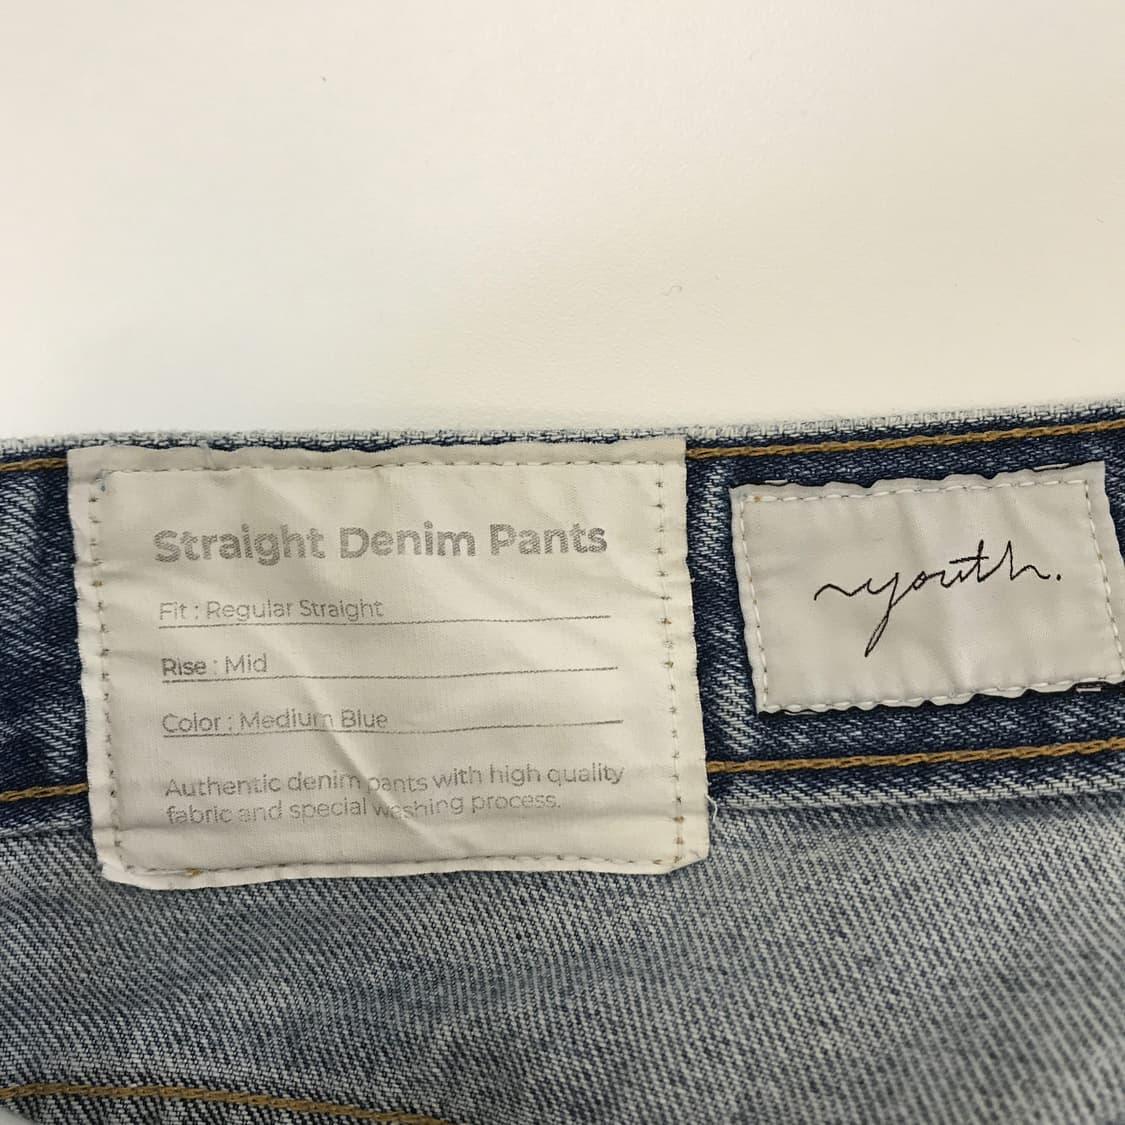 Straight Denim Pants
Fit : Regular Straight
Rise : Mid
Color : Medium Blue
Authentic denim pants with high quality
fabric and special washing process.
~youth.